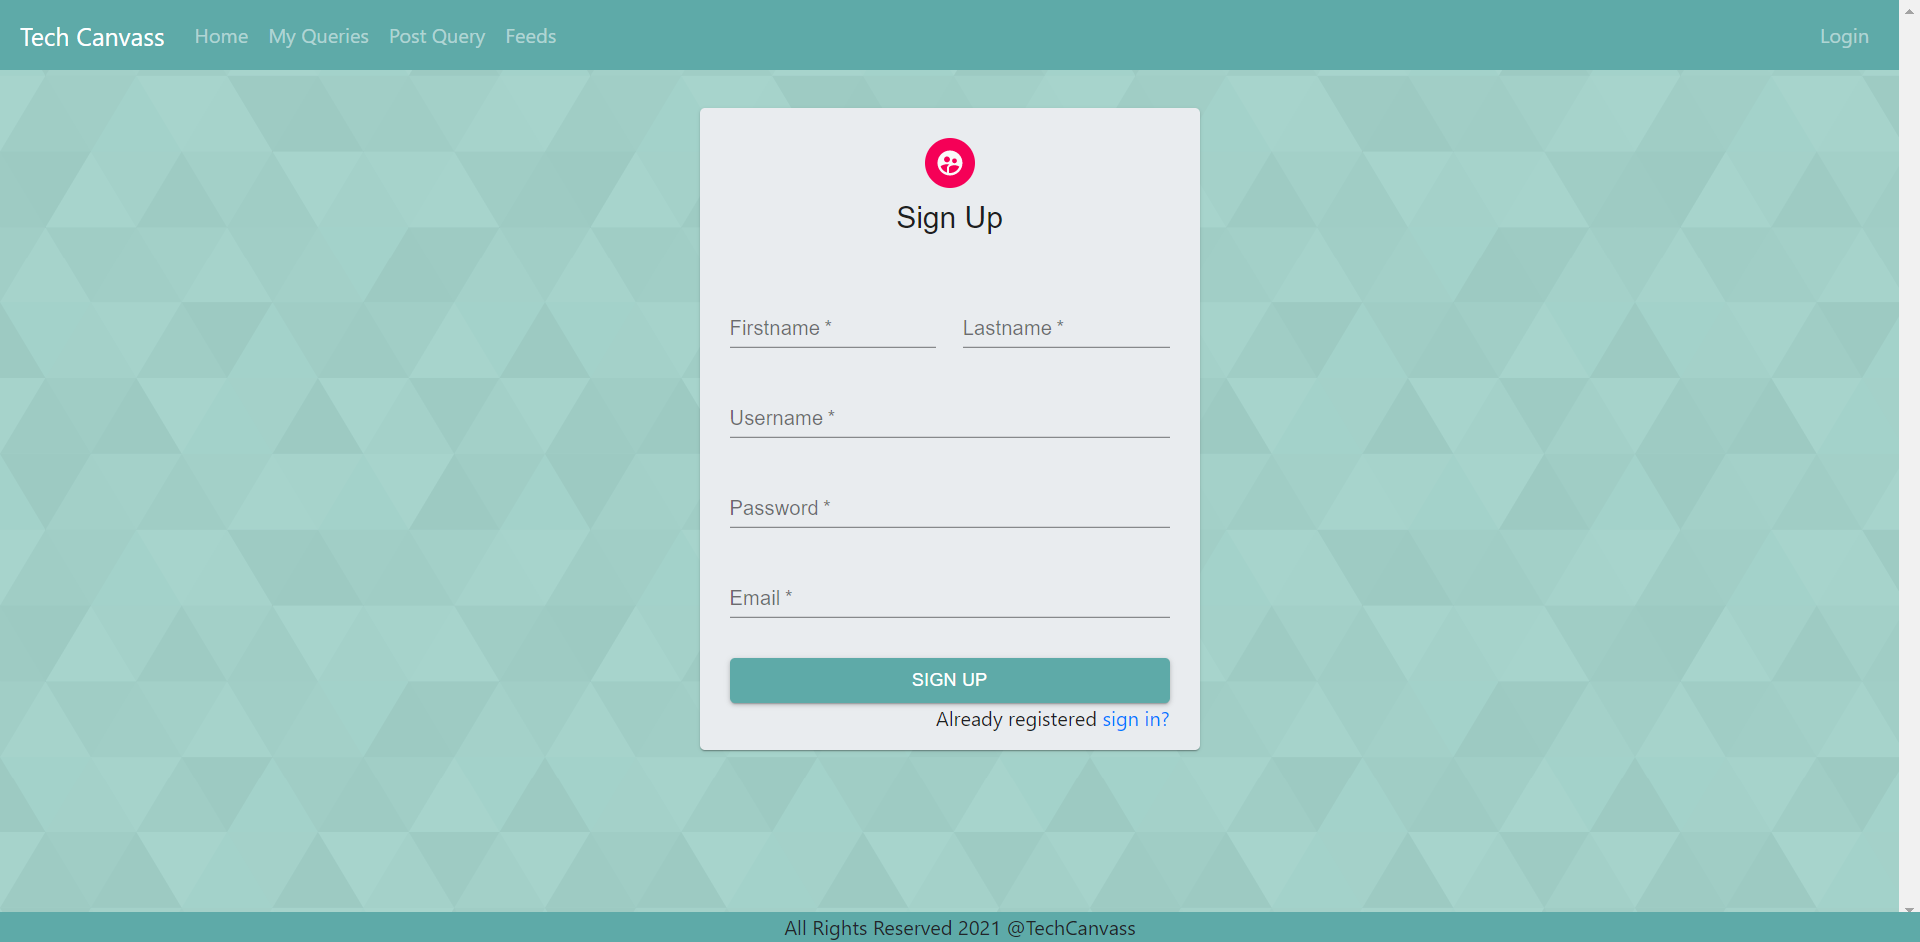 Tech Canvass Home My Queries Post Query Feeds Login
Sign Up
Firstname * Lastname *
Username *
Password *
Email *
SIGN UP
Already registered sign in?
All Rights Reserved 2021 @TechCanvass